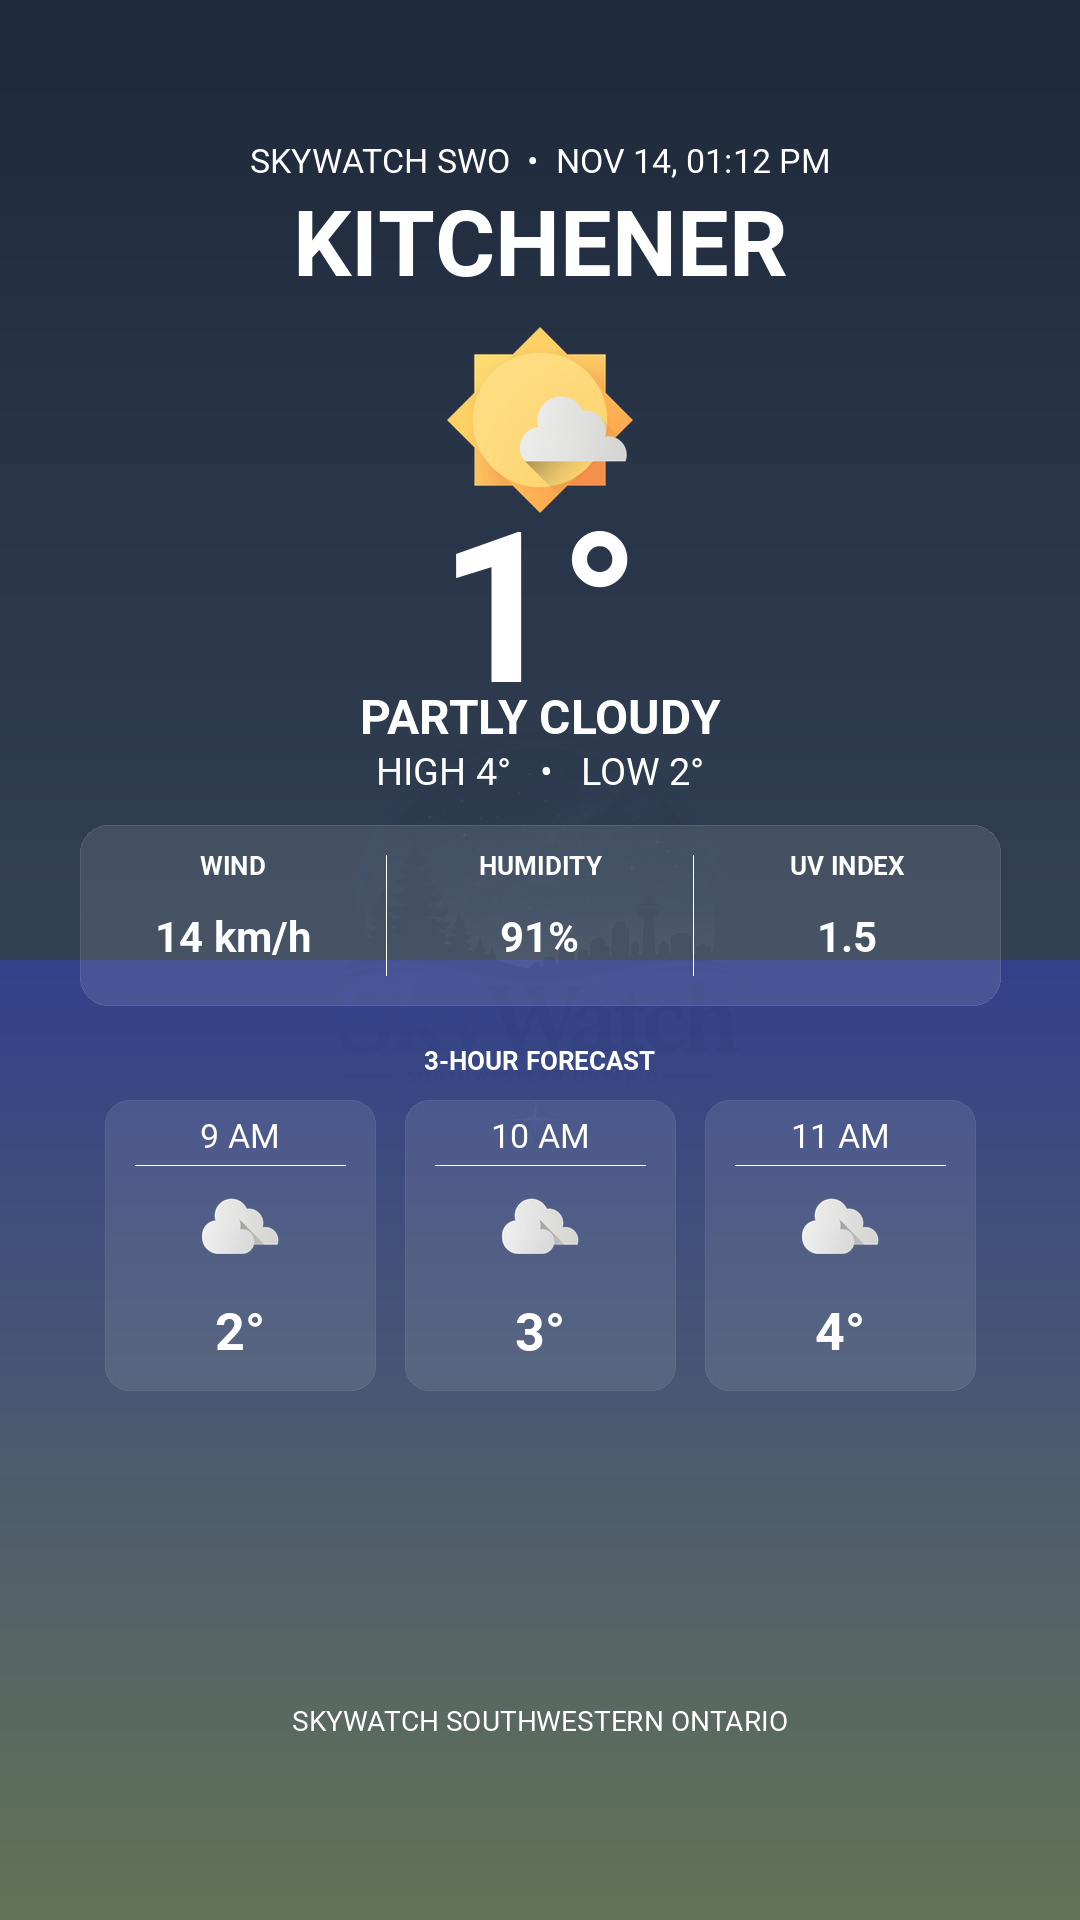 SKYWATCH SWO • NOV 14, 01:12 PM
KITCHENER
1°
PARTLY CLOUDY
HIGH 4° • LOW 2°
WIND HUMIDITY UV INDEX
14 km/h 91% 1.5
SkyWatch
3-HOUR FORECAST
9 AM 10 AM 11 AM
2° 3° 4°
SKYWATCH SOUTHWESTERN ONTARIO